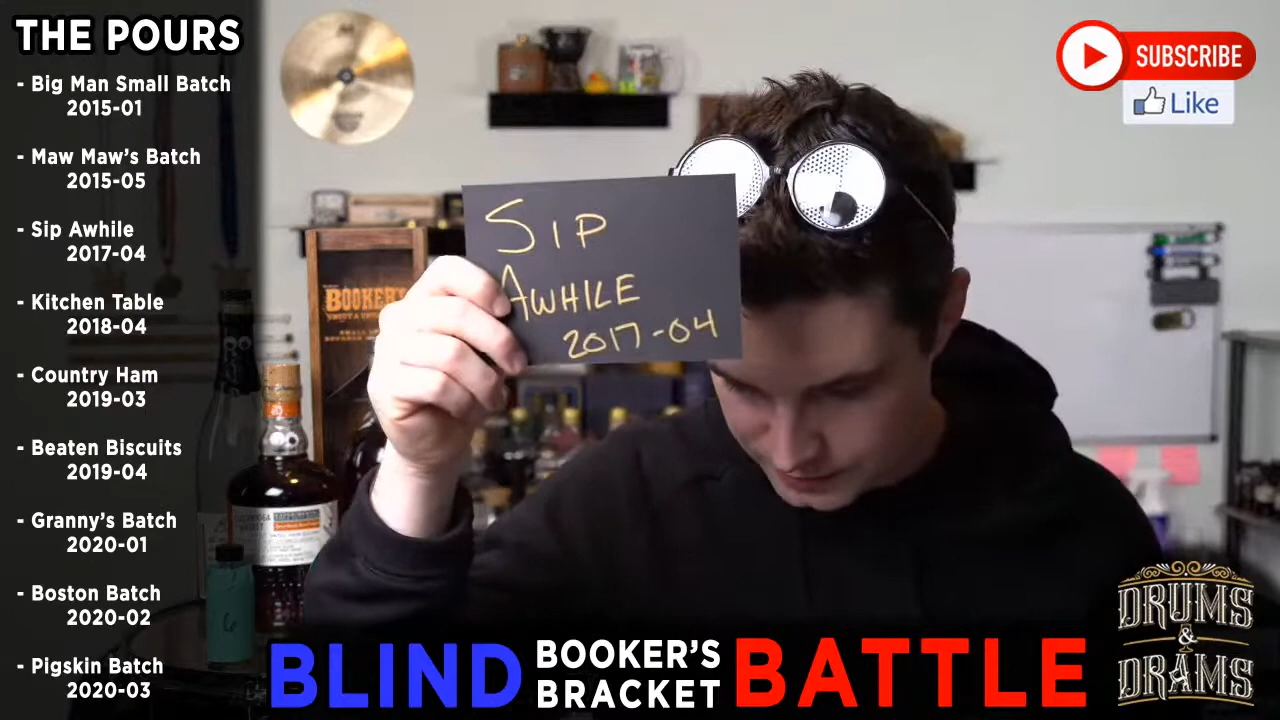 THE POURS
- Big Man Small Batch
2015-01
- Maw Maw's Batch
2015-05
- Sip Awhile
2017-04
- Kitchen Table
2018-04
- Country Ham
2019-03
- Beaten Biscuits
2019-04
- Granny's Batch
2020-01
- Boston Batch
2020-02
- Pigskin Batch
2020-03
SIP
AWHILE
2017-04
BOOKER'S
SUBSCRIBE
Like
6
BLIND BOOKER'S BRACKET BATTLE
DRUMS
&
DRAMS